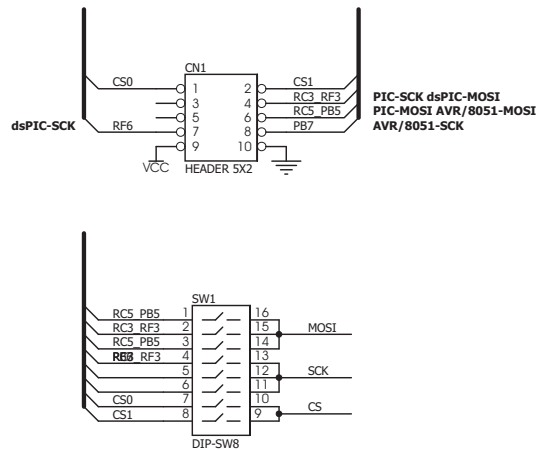 CN1
CS0 1 2 CS1
3 4 RC3_RF3 PIC-SCK dsPIC-MOSI
5 6 RC5_PB5 PIC-MOSI AVR/8051-MOSI
dsPIC-SCK RF6 7 8 PB7 AVR/8051-SCK
9 10
VCC HEADER 5X2
SW1
RC5_PB5 1 16
RC3_RF3 2 15 MOSI
RC5_PB5 3 14
_RF3 4 13
5 12 SCK
6 11
CS0 7 10
CS1 8 9 CS
DIP-SW8